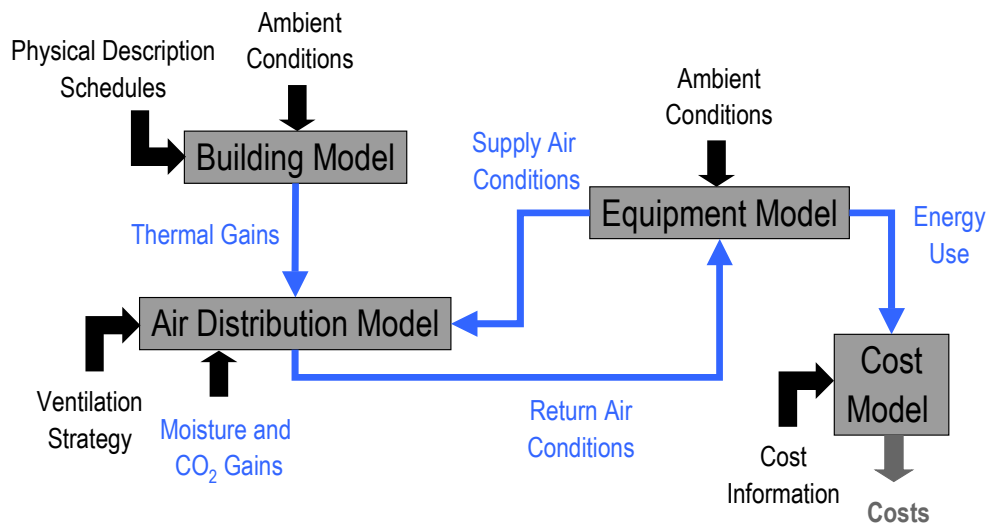 Ambient
Conditions
Physical Description
Schedules
Building Model
Thermal Gains
Supply Air
Conditions
Ambient
Conditions
Equipment Model
Energy
Use
Air Distribution Model
Ventilation
Strategy
Moisture and
CO₂ Gains
Return Air
Conditions
Cost
Model
Cost
Information
Costs